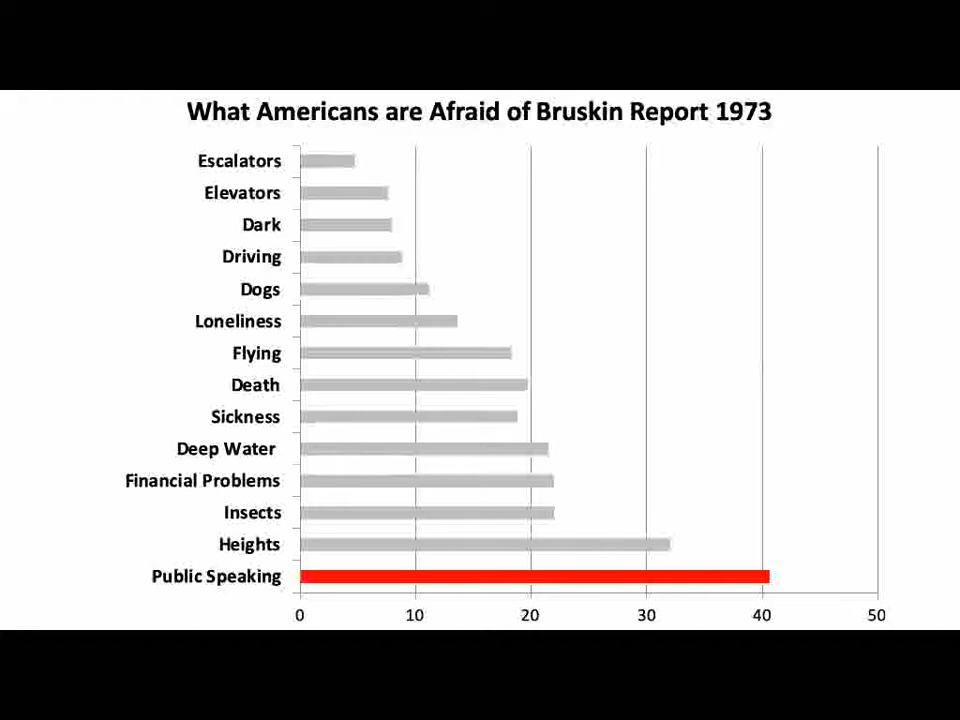 What Americans are Afraid of Bruskin Report 1973
Escalators
Elevators
Dark
Driving
Dogs
Loneliness
Flying
Death
Sickness
Deep Water
Financial Problems
Insects
Heights
Public Speaking
0 10 20 30 40 50